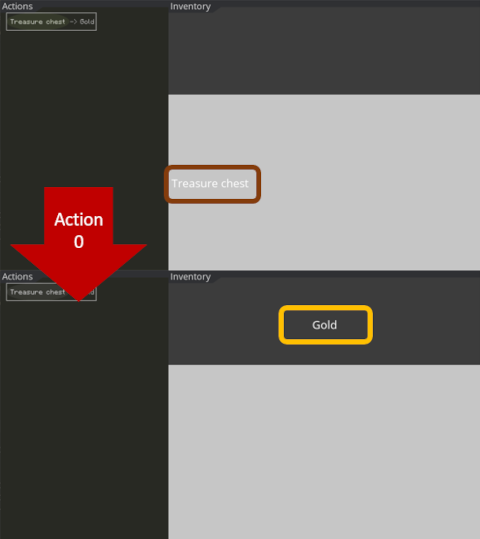 Actions
Inventory
Treasure chest -> Gold
Treasure chest
Action
0
Actions
Inventory
Treasure chest
Gold